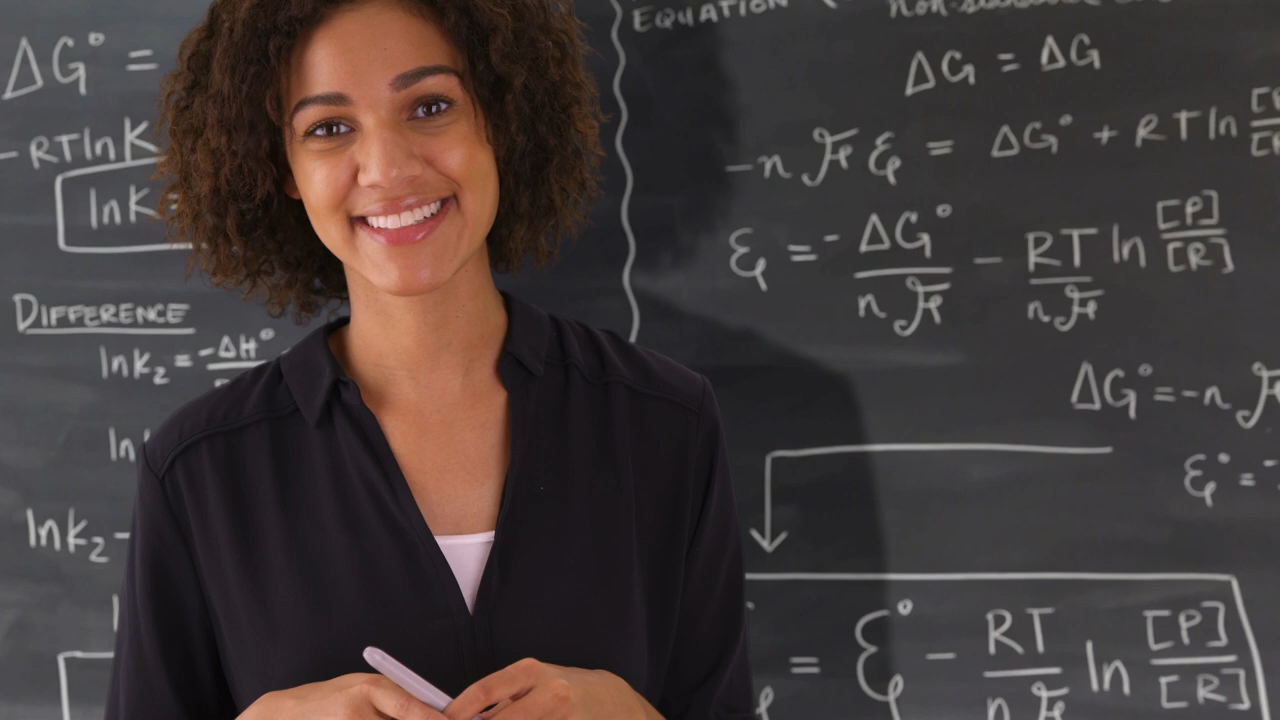 ΔG° =
-RTlnK
lnK =
DIFFERENCE
lnk₂ = -ΔH°
ln
lnk₂ -
EQUATION
ΔG = ΔG
-nℱℰ = ΔG° + RTln
ℰ = - ΔG°/nℱ - RT/nℱ ln [P]/[R]
ΔG° = -nℱ
ℰ° =
= ℰ° - RT/nℱ ln [P]/[R]